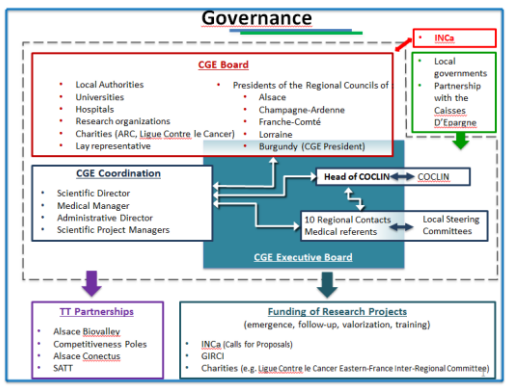 Governance
INCa
CGE Board
Local Authorities
Universities
Hospitals
Research organizations
Charities (ARC, Ligue Contre le Cancer)
Lay representative
Presidents of the Regional Councils of
Alsace
Champagne-Ardenne
Franche-Comté
Lorraine
Burgundy (CGE President)
Local
governments
Partnership
with the
Caisses
D'Epargne
CGE Coordination
Scientific Director
Medical Manager
Administrative Director
Scientific Project Managers
Head of COCLIN
COCLIN
10 Regional Contacts
Medical referents
Local Steering
Committees
CGE Executive Board
TT Partnerships
Alsace Biovalley
Competitiveness Poles
Alsace Conectus
SATT
Funding of Research Projects
(emergence, follow-up, valorization, training)
INCa (Calls for Proposals)
GIRCI
Charities (e.g. Ligue Contre le Cancer Eastern-France Inter-Regional Committee)